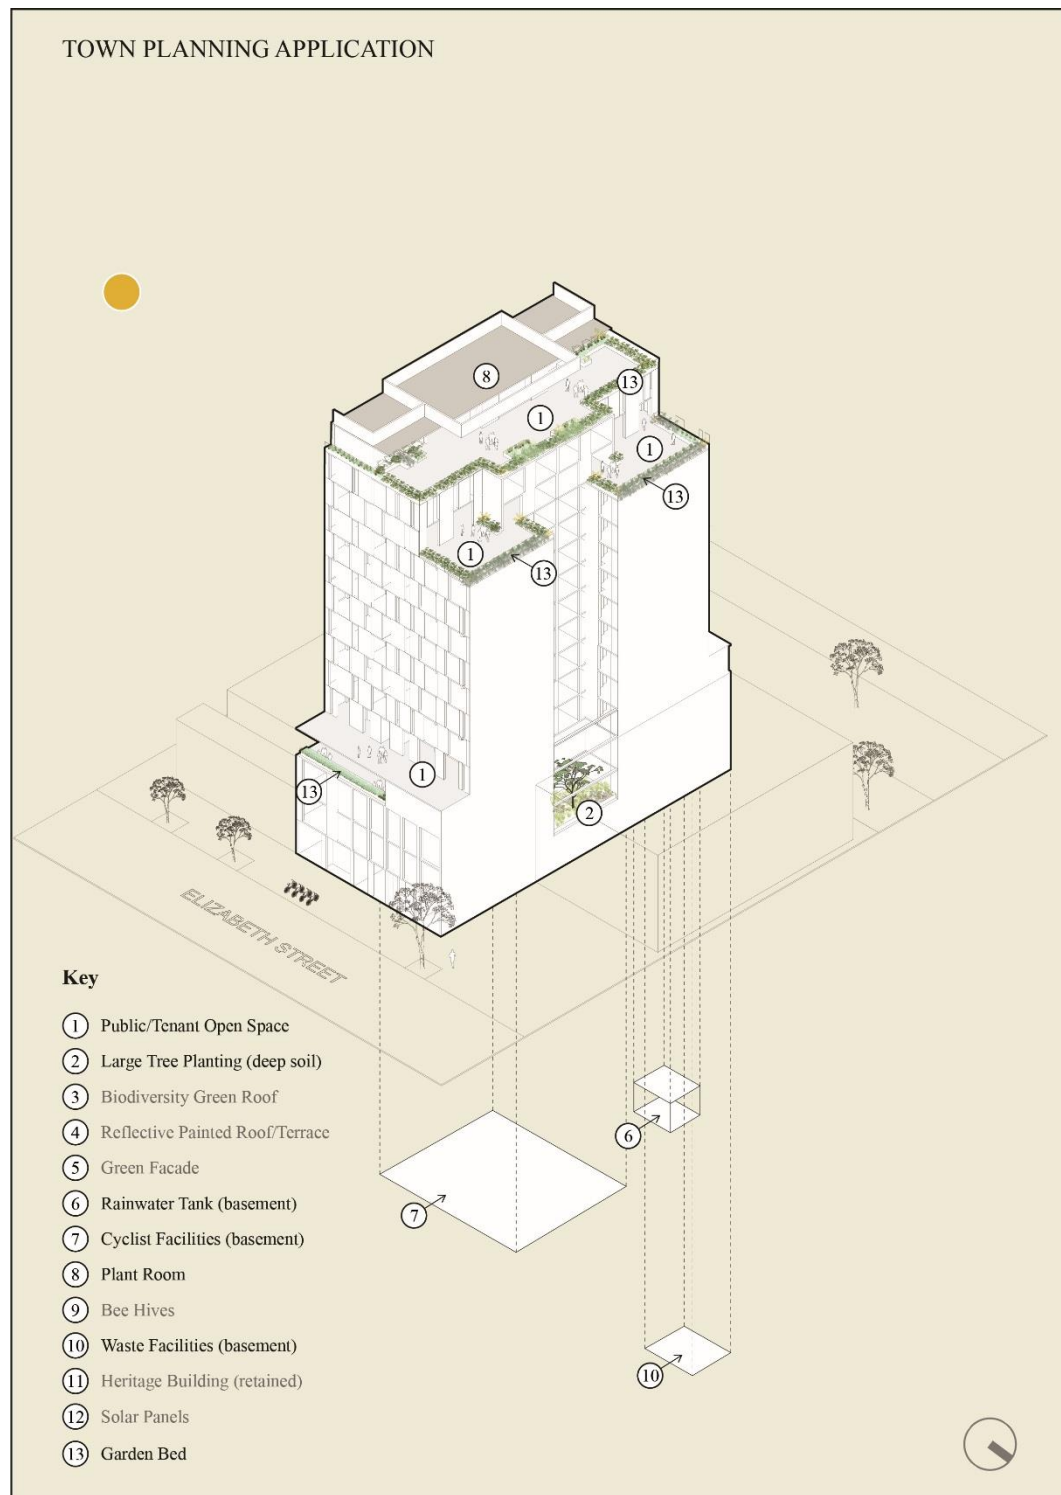 TOWN PLANNING APPLICATION
8
13
1
1
13
1
13
1
13
2
ELIZABETH STREET
Key
1 Public/Tenant Open Space
2 Large Tree Planting (deep soil)
3 Biodiversity Green Roof
4 Reflective Painted Roof/Terrace
5 Green Facade
6 Rainwater Tank (basement)
7 Cyclist Facilities (basement)
8 Plant Room
9 Bee Hives
10 Waste Facilities (basement)
11 Heritage Building (retained)
12 Solar Panels
13 Garden Bed
6
7
10